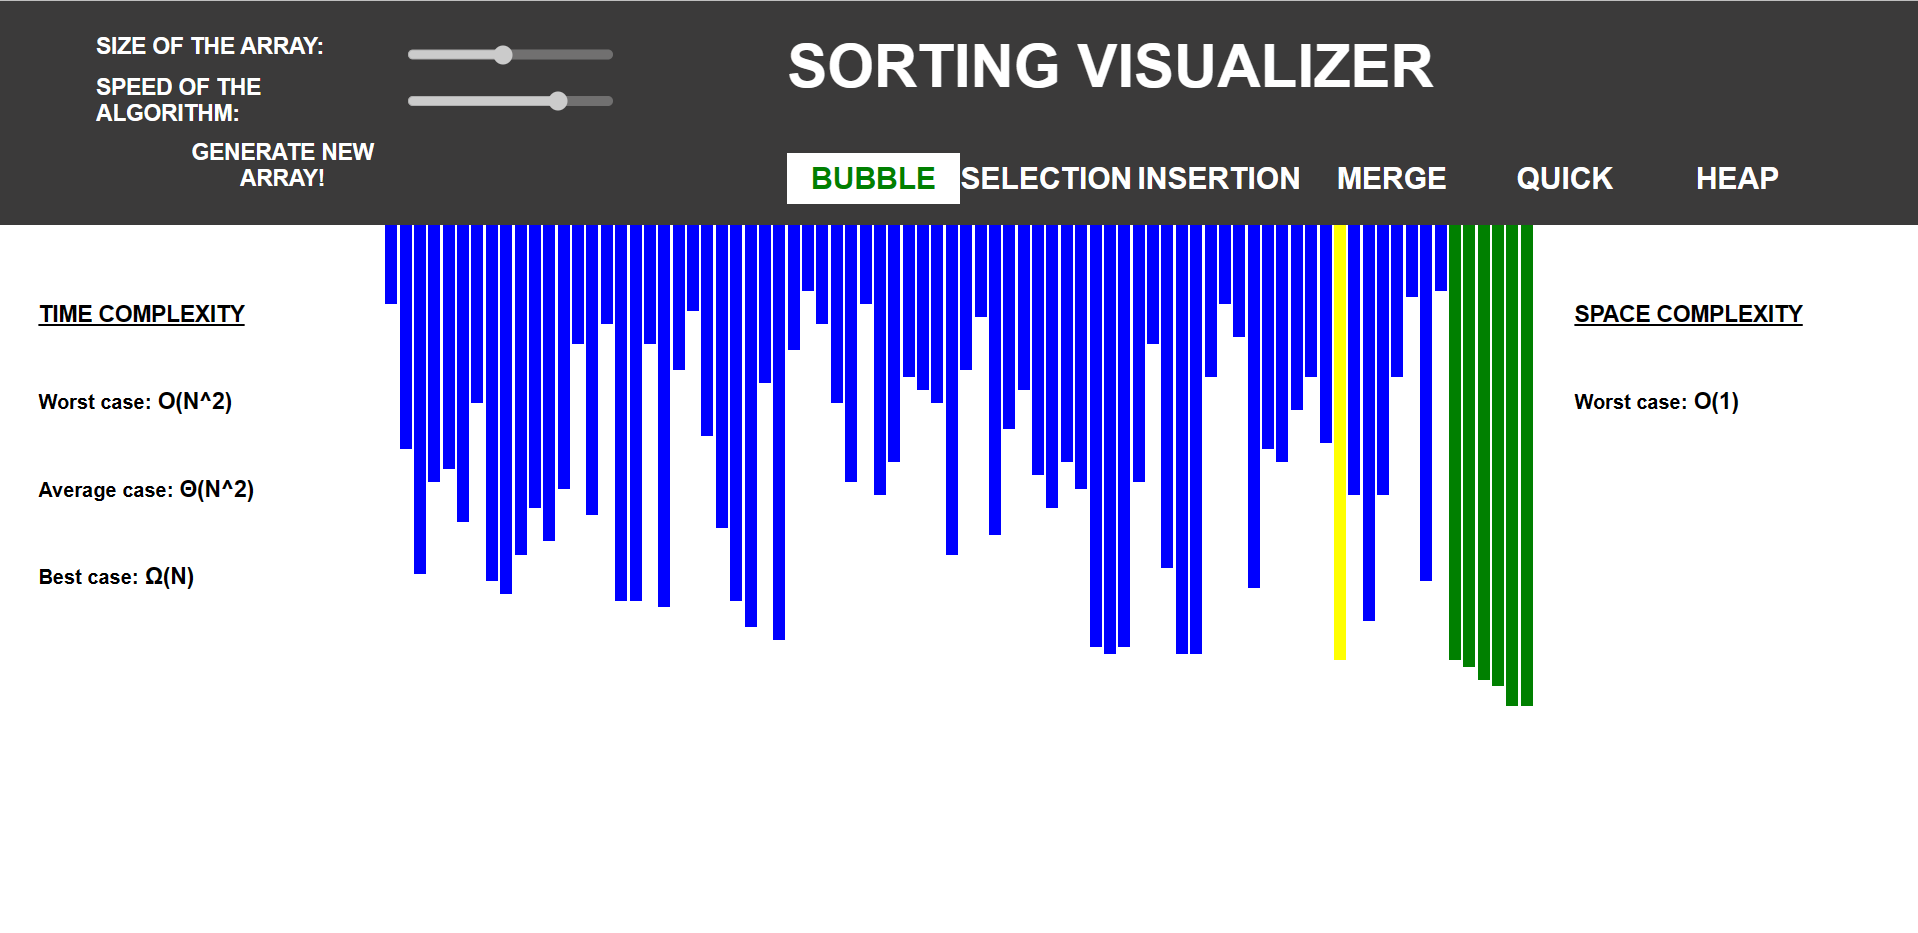 SIZE OF THE ARRAY:
SPEED OF THE
ALGORITHM:
GENERATE NEW
ARRAY!
SORTING VISUALIZER
BUBBLE SELECTION INSERTION MERGE QUICK HEAP
TIME COMPLEXITY
Worst case: O(N^2)
Average case: Θ(N^2)
Best case: Ω(N)
SPACE COMPLEXITY
Worst case: O(1)